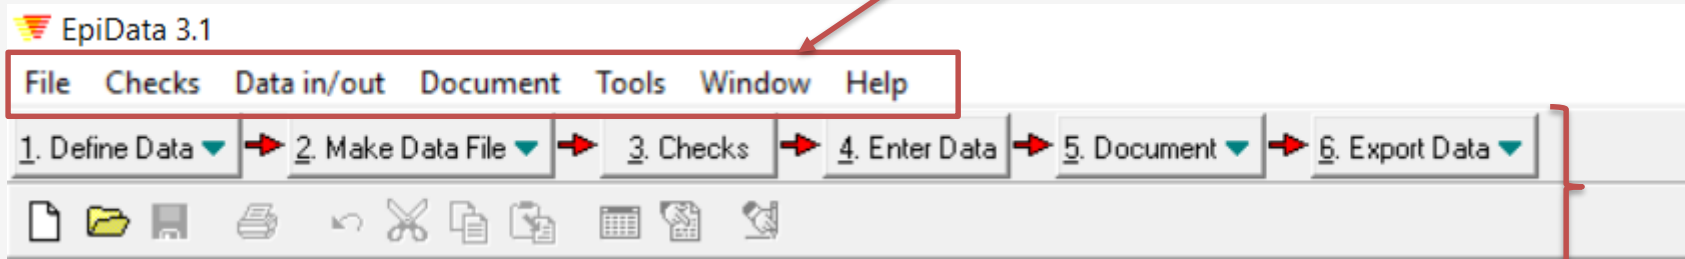 EpiData 3.1
File Checks Data in/out Document Tools Window Help
1. Define Data 2. Make Data File 3. Checks 4. Enter Data 5. Document 6. Export Data